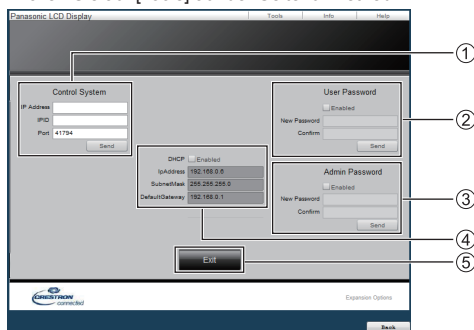 Panasonic LCD Display
Tools
Info
Help
Control System
IP Address
IPID
Port 41794
Send
User Password
Enabled
New Password
Confirm
Send
DHCP Enabled
IpAddress 192.168.0.8
SubnetMask 255.255.255.0
DefaultGateway 192.168.0.1
Admin Password
Enabled
New Password
Confirm
Send
Exit
CRESTRON
connected
Expansion Options
Back
1
2
3
4
5